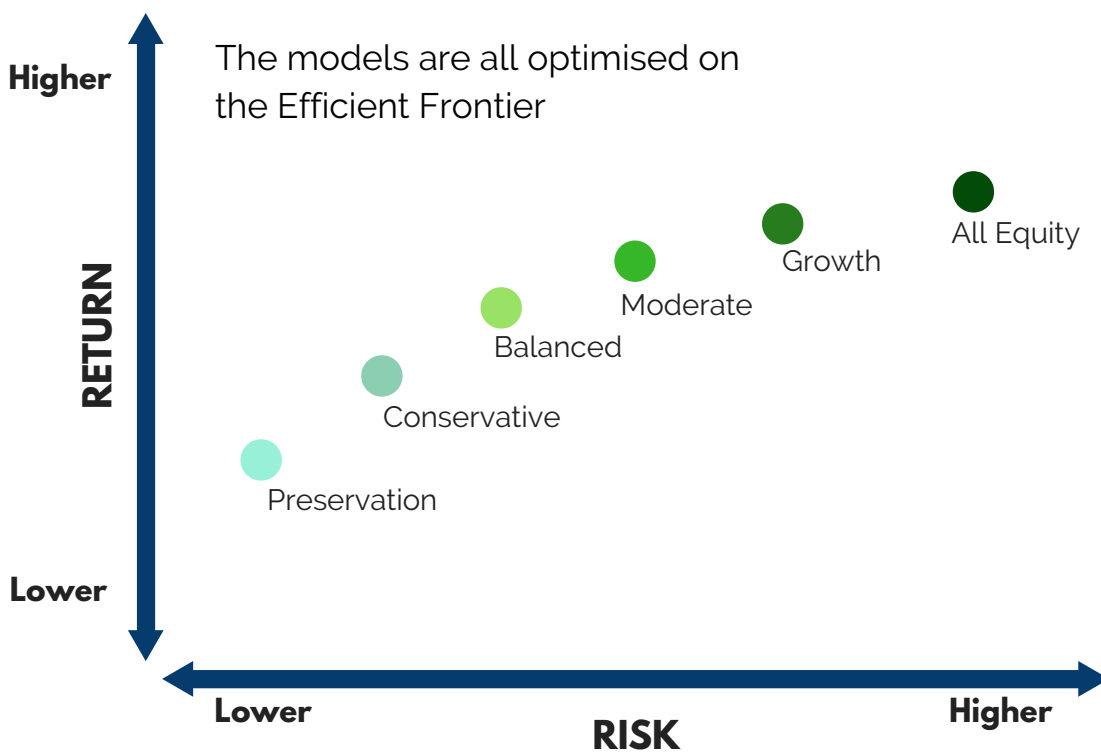 The models are all optimised on
the Efficient Frontier
Higher
RETURN
Lower
All Equity
Growth
Moderate
Balanced
Conservative
Preservation
Lower
RISK
Higher